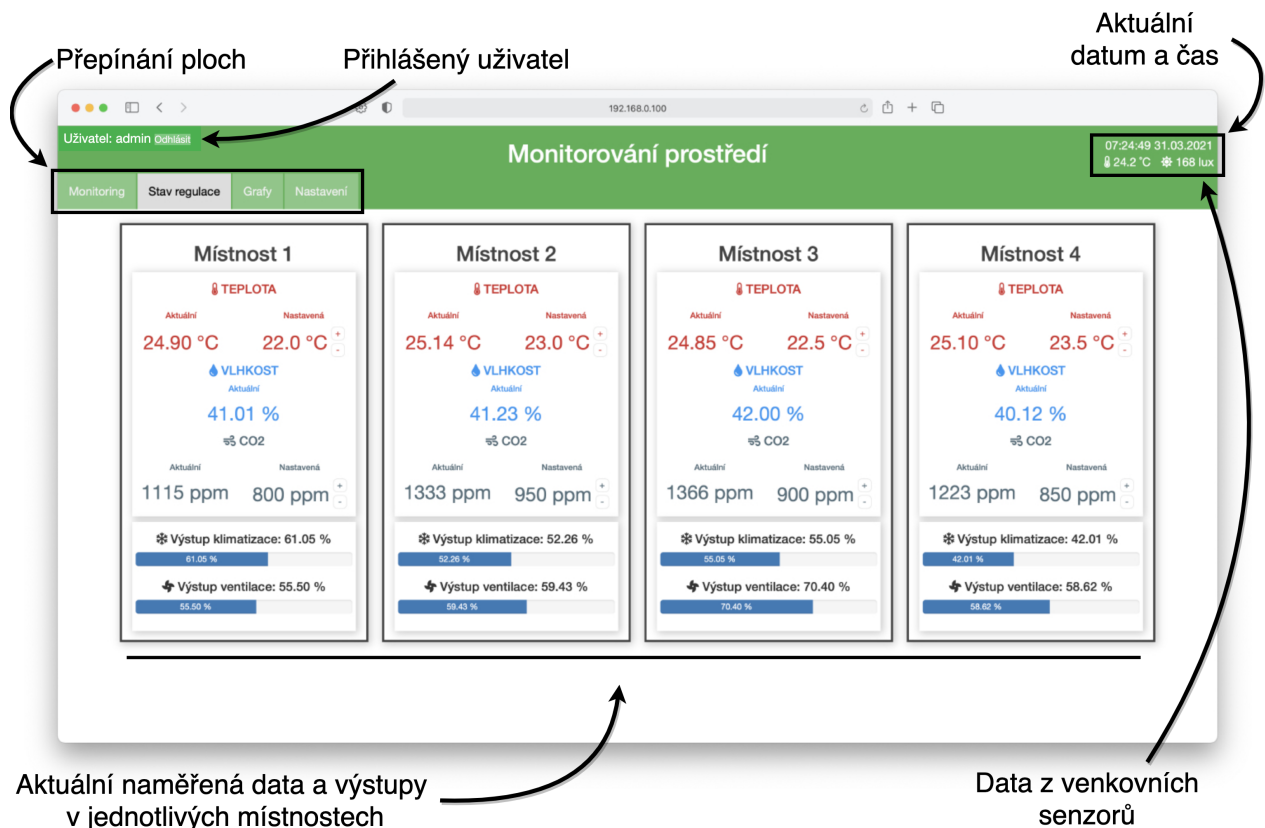 Přepínání ploch
Přihlášený uživatel
Aktuální
datum a čas
192.168.0.100
Uživatel: admin Odhlásit
Monitorování prostředí
07:24:49 31.03.2021
24.2 °C 168 lux
Monitoring Stav regulace Grafy Nastavení
Místnost 1
TEPLOTA
Aktuální Nastavená
24.90 °C 22.0 °C + -
VLHKOST
Aktuální
41.01 %
CO2
Aktuální Nastavená
1115 ppm 800 ppm + -
Výstup klimatizace: 61.05 %
61.05 %
Výstup ventilace: 55.50 %
55.50 %
Místnost 2
TEPLOTA
Aktuální Nastavená
25.14 °C 23.0 °C + -
VLHKOST
Aktuální
41.23 %
CO2
Aktuální Nastavená
1333 ppm 950 ppm + -
Výstup klimatizace: 52.26 %
52.26 %
Výstup ventilace: 59.43 %
59.43 %
Místnost 3
TEPLOTA
Aktuální Nastavená
24.85 °C 22.5 °C + -
VLHKOST
Aktuální
42.00 %
CO2
Aktuální Nastavená
1366 ppm 900 ppm + -
Výstup klimatizace: 55.05 %
55.05 %
Výstup ventilace: 70.40 %
70.40 %
Místnost 4
TEPLOTA
Aktuální Nastavená
25.10 °C 23.5 °C + -
VLHKOST
Aktuální
40.12 %
CO2
Aktuální Nastavená
1223 ppm 850 ppm + -
Výstup klimatizace: 42.01 %
42.01 %
Výstup ventilace: 58.62 %
58.62 %
Aktuální naměřená data a výstupy
v jednotlivých místnostech
Data z venkovních
senzorů